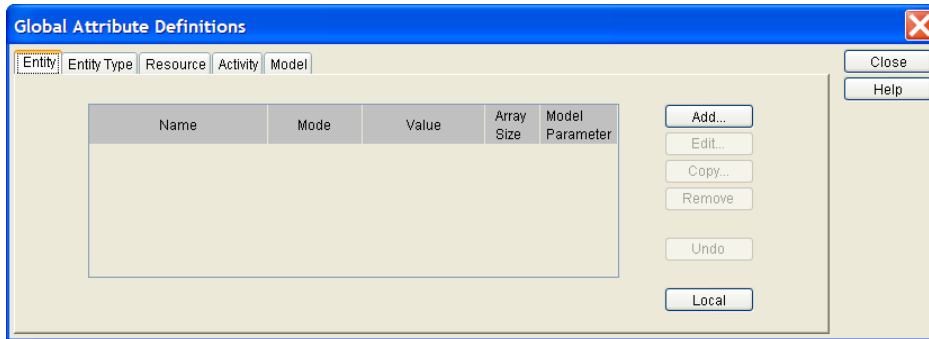 Global Attribute Definitions
Entity Entity Type Resource Activity Model
Close
Help
Name Mode Value Array Size Model Parameter
Add...
Edit...
Copy...
Remove
Undo
Local